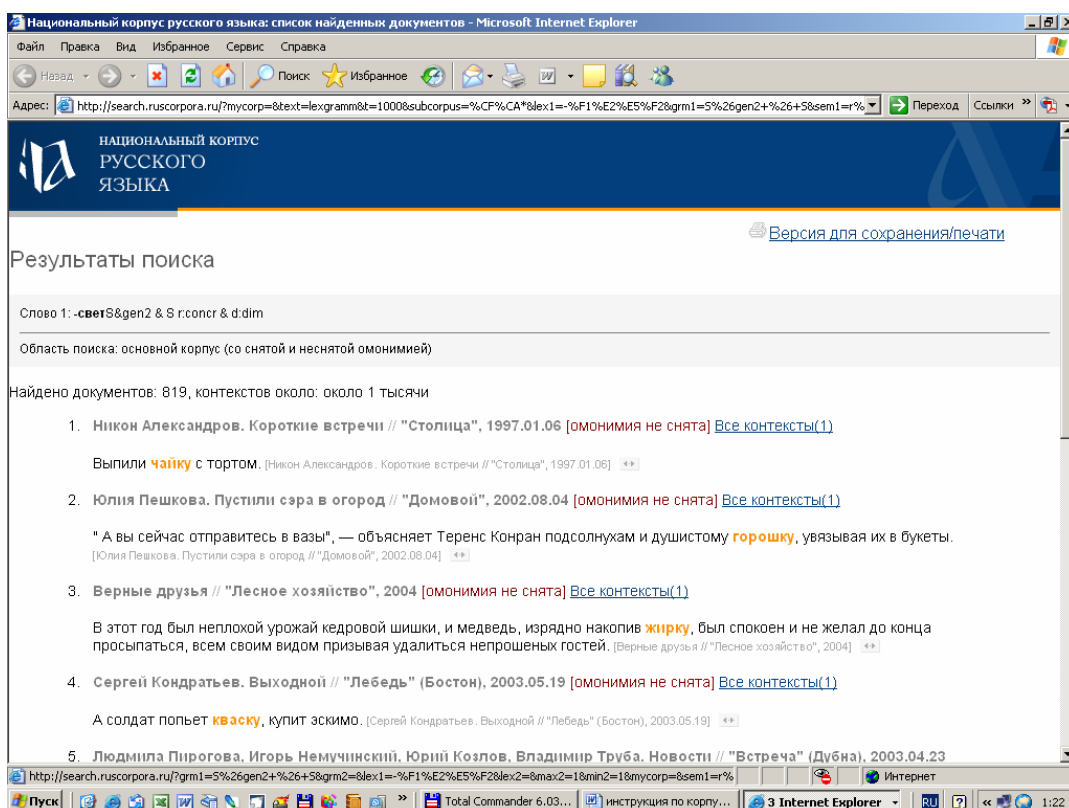 Национальный корпус русского языка: список найденных документов - Microsoft Internet Explorer
Файл Правка Вид Избранное Сервис Справка
Назад Поиск Избранное
Адрес: http://search.ruscorpora.ru/?mycorp=&text=lexgramm&t=1000&subcorpus=%CF%CA*&lex1=-%F1%E2%E5%F2&grm1=S%26gen2+%26+S&sem1=r% Переход Ссылки »
НАЦИОНАЛЬНЫЙ КОРПУС
РУССКОГО
ЯЗЫКА
Версия для сохранения/печати
Результаты поиска
Слово 1: -светS&gen2 & S r:concr & d:dim
Область поиска: основной корпус (со снятой и неснятой омонимией)
Найдено документов: 819, контекстов около: около 1 тысячи
1. Никон Александров. Короткие встречи // "Столица", 1997.01.06 [омонимия не снята] Все контексты(1)
Выпили чайку с тортом. [Никон Александров. Короткие встречи // "Столица", 1997.01.06]
2. Юлия Пешкова. Пустили сэра в огород // "Домовой", 2002.08.04 [омонимия не снята] Все контексты(1)
" А вы сейчас отправитесь в вазы", — объясняет Теренс Конран подсолнухам и душистому горошку, увязывая их в букеты.
[Юлия Пешкова. Пустили сэра в огород // "Домовой", 2002.08.04]
3. Верные друзья // "Лесное хозяйство", 2004 [омонимия не снята] Все контексты(1)
В этот год был неплохой урожай кедровой шишки, и медведь, изрядно накопив жирку, был спокоен и не желал до конца
просыпаться, всем своим видом призывая удалиться непрошеных гостей. [Верные друзья // "Лесное хозяйство", 2004]
4. Сергей Кондратьев. Выходной // "Лебедь" (Бостон), 2003.05.19 [омонимия не снята] Все контексты(1)
А солдат попьет кваску, купит эскимо. [Сергей Кондратьев. Выходной // "Лебедь" (Бостон), 2003.05.19]
5. Людмила Пирогова, Игорь Немучинский, Юрий Козлов, Владимир Труба. Новости // "Встреча" (Дубна), 2003.04.23
http://search.ruscorpora.ru/?grm1=S%26gen2+%26+S&grm2=&lex1=-%F1%E2%E5%F2&lex2=&max2=1&min2=1&mycorp=&sem1=r% Интернет
Пуск » Total Commander 6.03... инструкция по корпу... 3 Internet Explorer RU « 1:22